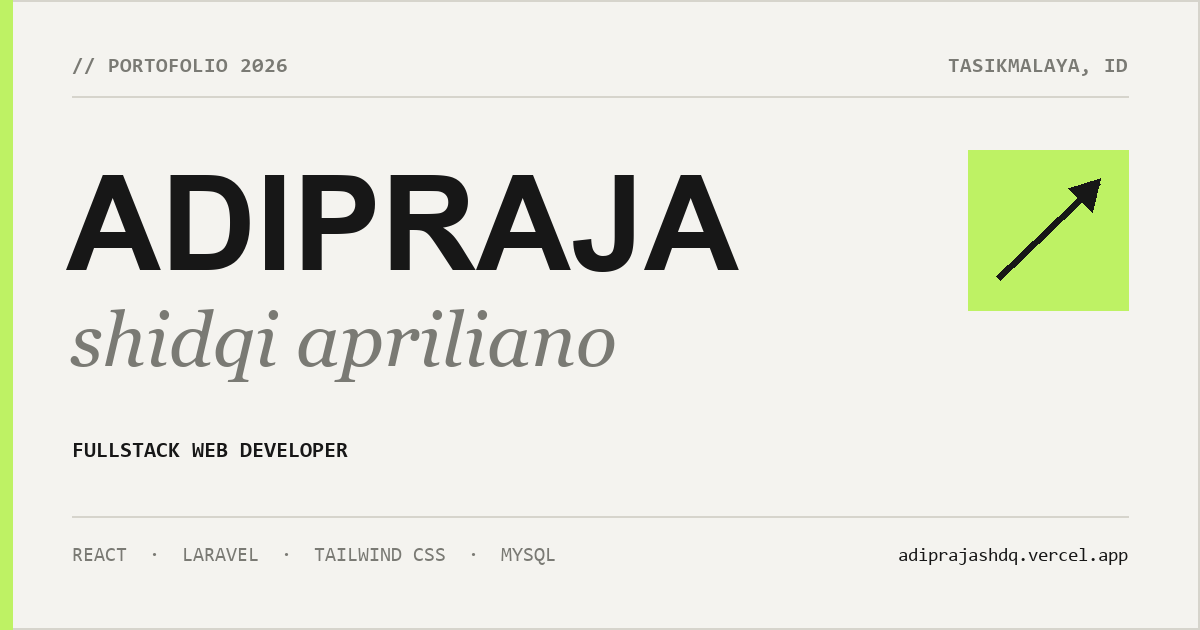 // PORTOFOLIO 2026
TASIKMALAYA, ID
ADIPRAJA
shidqi apriliano
FULLSTACK WEB DEVELOPER
REACT · LARAVEL · TAILWIND CSS · MYSQL
adiprajashdq.vercel.app